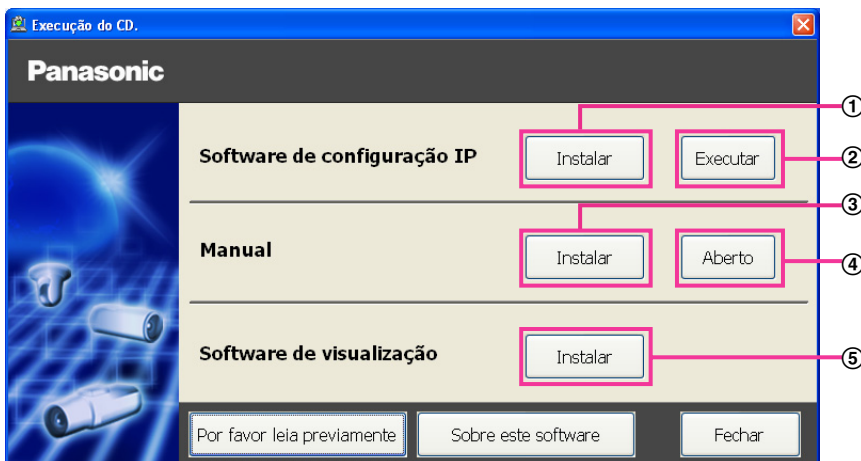 Execução do CD.
Panasonic
①
Software de configuração IP Instalar Executar ②
③
Manual Instalar Aberto ④
Software de visualização Instalar ⑤
Por favor leia previamente Sobre este software Fechar